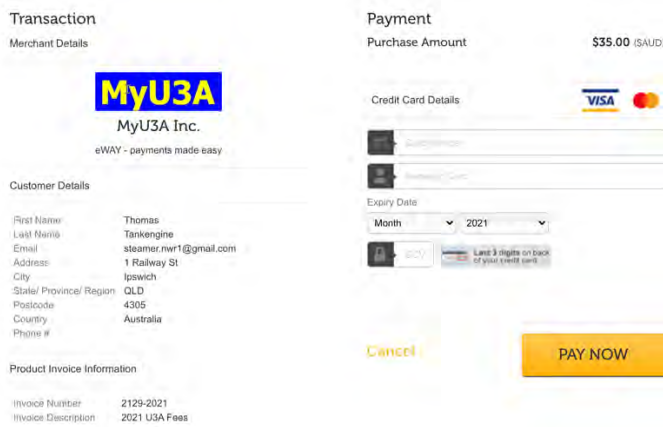 Transaction
Merchant Details
MyU3A
MyU3A Inc.
eWAY - payments made easy
Customer Details
First Name Thomas
Last Name Tankengine
Email steamer.nwr1@gmail.com
Address 1 Railway St
City Ipswich
State/ Province/ Region QLD
Postcode 4305
Country Australia
Phone #
Product Invoice Information
Invoice Number 2129-2021
Invoice Description 2021 U3A Fees
Payment
Purchase Amount $35.00 ($AUD
Credit Card Details VISA
Expiry Date
Month 2021
Last 3 digits on back
of your credit card
Cancel PAY NOW